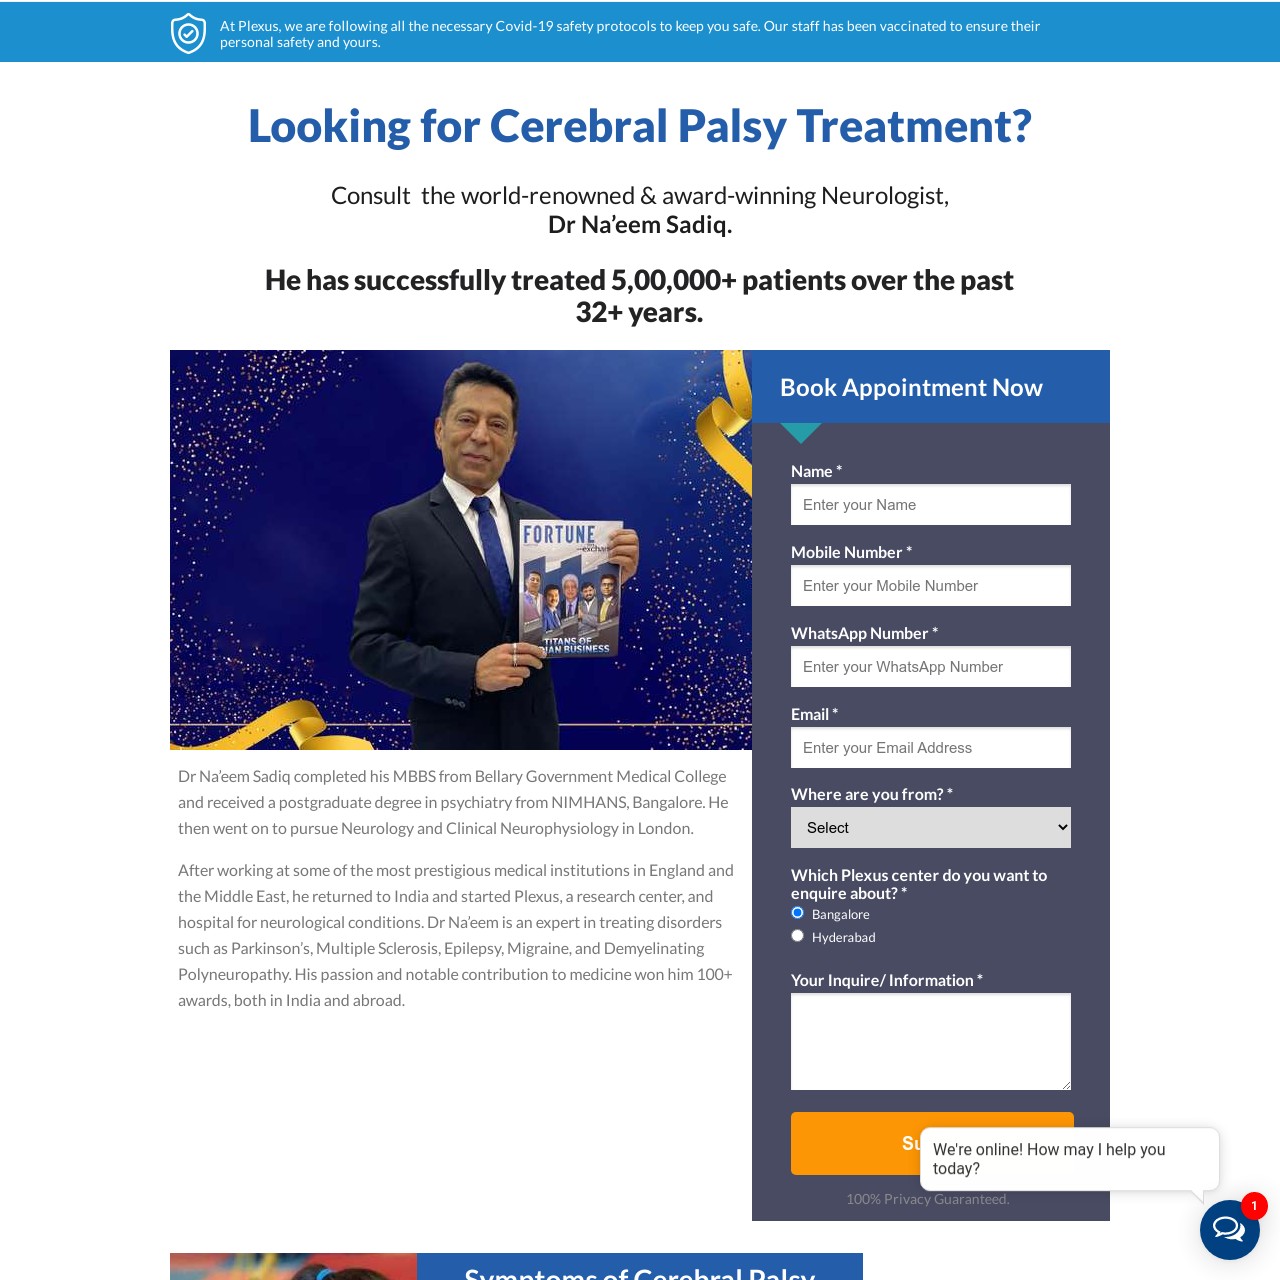 At Plexus, we are following all the necessary Covid-19 safety protocols to keep you safe. Our staff has been vaccinated to ensure their
personal safety and yours.
Looking for Cerebral Palsy Treatment?
Consult  the world-renowned & award-winning Neurologist,
Dr Na’eem Sadiq.
He has successfully treated 5,00,000+ patients over the past
32+ years.
FORTUNE
exchan
TITANS OF
DIAN BUSINESS
Dr Na’eem Sadiq completed his MBBS from Bellary Government Medical College
and received a postgraduate degree in psychiatry from NIMHANS, Bangalore. He
then went on to pursue Neurology and Clinical Neurophysiology in London.
After working at some of the most prestigious medical institutions in England and
the Middle East, he returned to India and started Plexus, a research center, and
hospital for neurological conditions. Dr Na’eem is an expert in treating disorders
such as Parkinson’s, Multiple Sclerosis, Epilepsy, Migraine, and Demyelinating
Polyneuropathy. His passion and notable contribution to medicine won him 100+
awards, both in India and abroad.
Book Appointment Now
Name *
Enter your Name
Mobile Number *
Enter your Mobile Number
WhatsApp Number *
Enter your WhatsApp Number
Email *
Enter your Email Address
Where are you from? *
Select
Which Plexus center do you want to
enquire about? *
Bangalore
Hyderabad
Your Inquire/ Information *
Su
We're online! How may I help you
today?
100% Privacy Guaranteed.
1
Symptoms of Cerebral Palsy